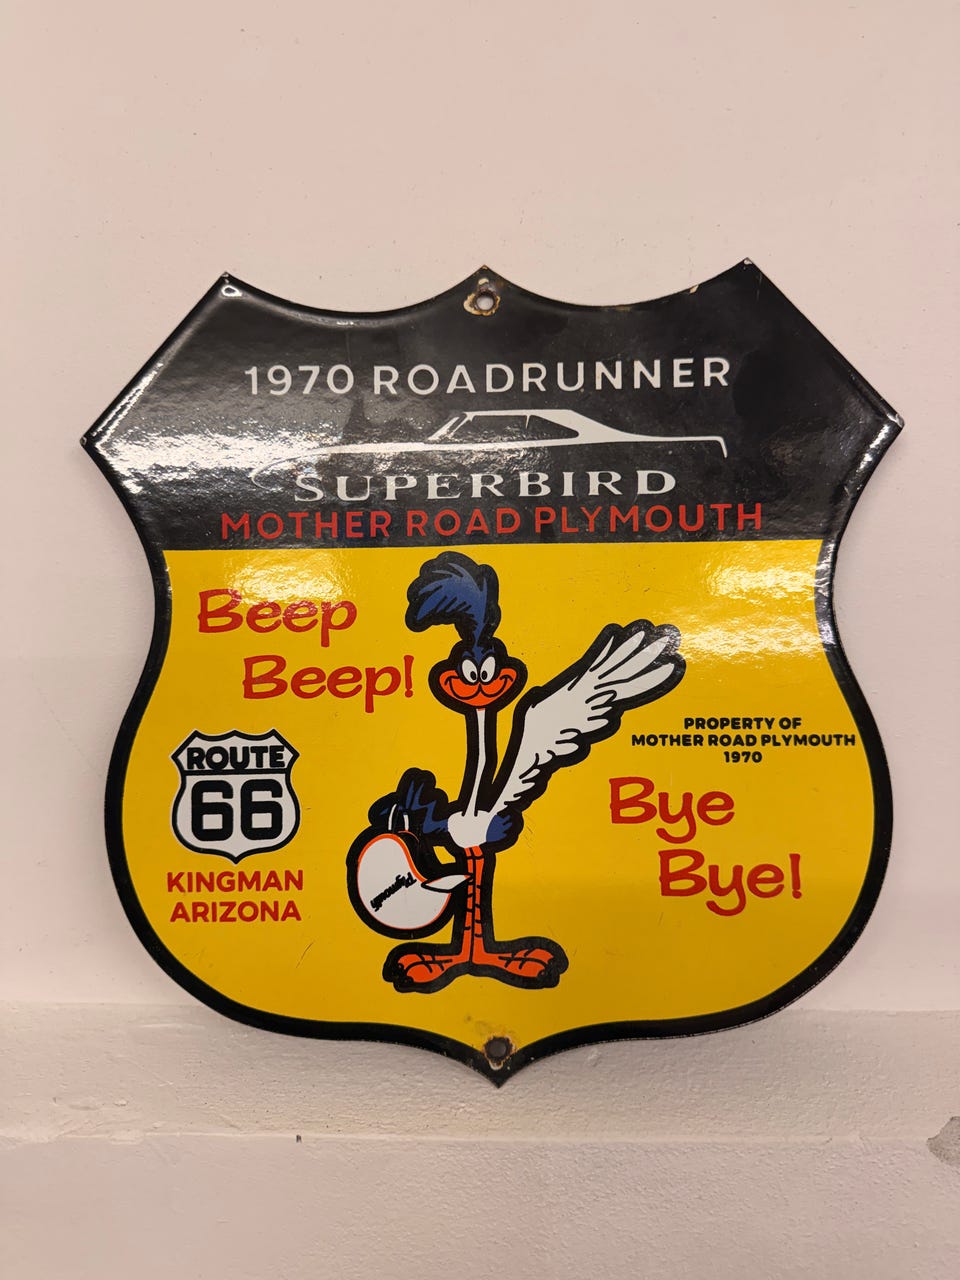 1970 ROADRUNNER
SUPERBIRD
MOTHER ROAD PLYMOUTH
Beep
Beep!
ROUTE
66
KINGMAN
ARIZONA
Plymouth
PROPERTY OF
MOTHER ROAD PLYMOUTH
1970
Bye
Bye!